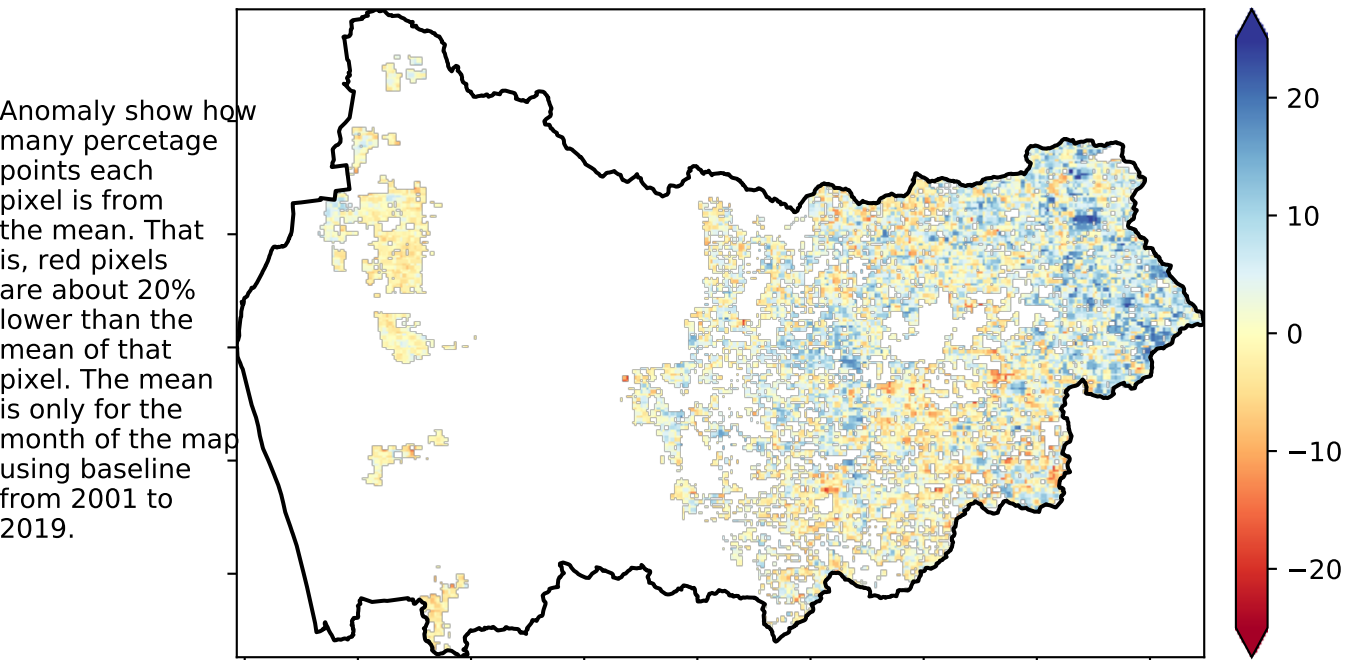 Anomaly show how
many percetage
points each
pixel is from
the mean. That
is, red pixels
are about 20%
lower than the
mean of that
pixel. The mean
is only for the
month of the map
using baseline
from 2001 to
2019.
20
10
0
−10
−20